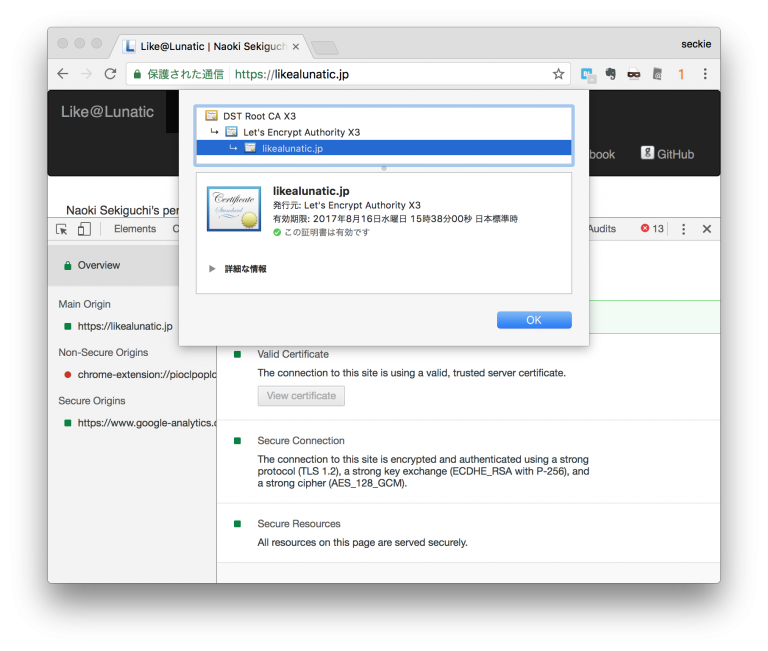 Like@Lunatic | Naoki Sekiguch
seckie
保護された通信 https://likealunatic.jp
1
Like@Lunatic
book
GitHub
DST Root CA X3
Let's Encrypt Authority X3
likealunatic.jp
Certificate
Standard
likealunatic.jp
発行元: Let's Encrypt Authority X3
有効期限: 2017年8月16日水曜日 15時38分00秒 日本標準時
この証明書は有効です
詳細な情報
OK
Naoki Sekiguchi's per
Elements
Audits
13
Overview
Main Origin
https://likealunatic.jp
Non-Secure Origins
chrome-extension://pioclpoplc
Secure Origins
https://www.google-analytics.c
Valid Certificate
The connection to this site is using a valid, trusted server certificate.
View certificate
Secure Connection
The connection to this site is encrypted and authenticated using a strong
protocol (TLS 1.2), a strong key exchange (ECDHE_RSA with P-256), and
a strong cipher (AES_128_GCM).
Secure Resources
All resources on this page are served securely.